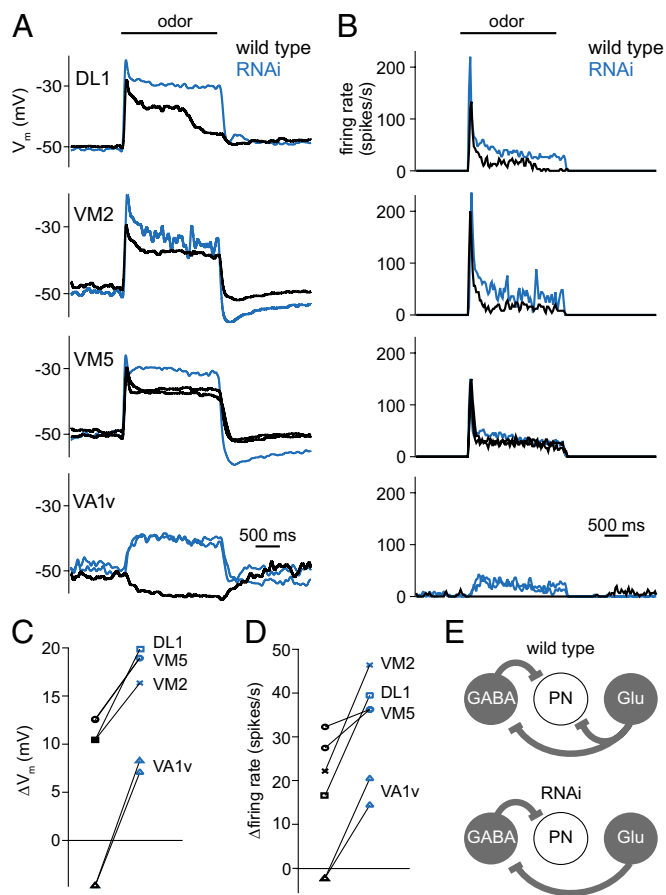 A
odor
wild type
RNAi
DL1
-30
-50
Vm (mV)
VM2
-30
-50
VM5
-30
-50
VA1v
-30
-50
500 ms
B
odor
wild type
RNAi
firing rate
(spikes/s)
200
100
0
200
100
0
200
100
0
200
100
0
500 ms
C
20
15
10
5
0
ΔVm (mV)
DL1
VM5
VM2
VA1v
D
50
40
30
20
10
0
Δfiring rate (spikes/s)
VM2
DL1
VM5
VA1v
E
wild type
GABA
PN
Glu
RNAi
GABA
PN
Glu